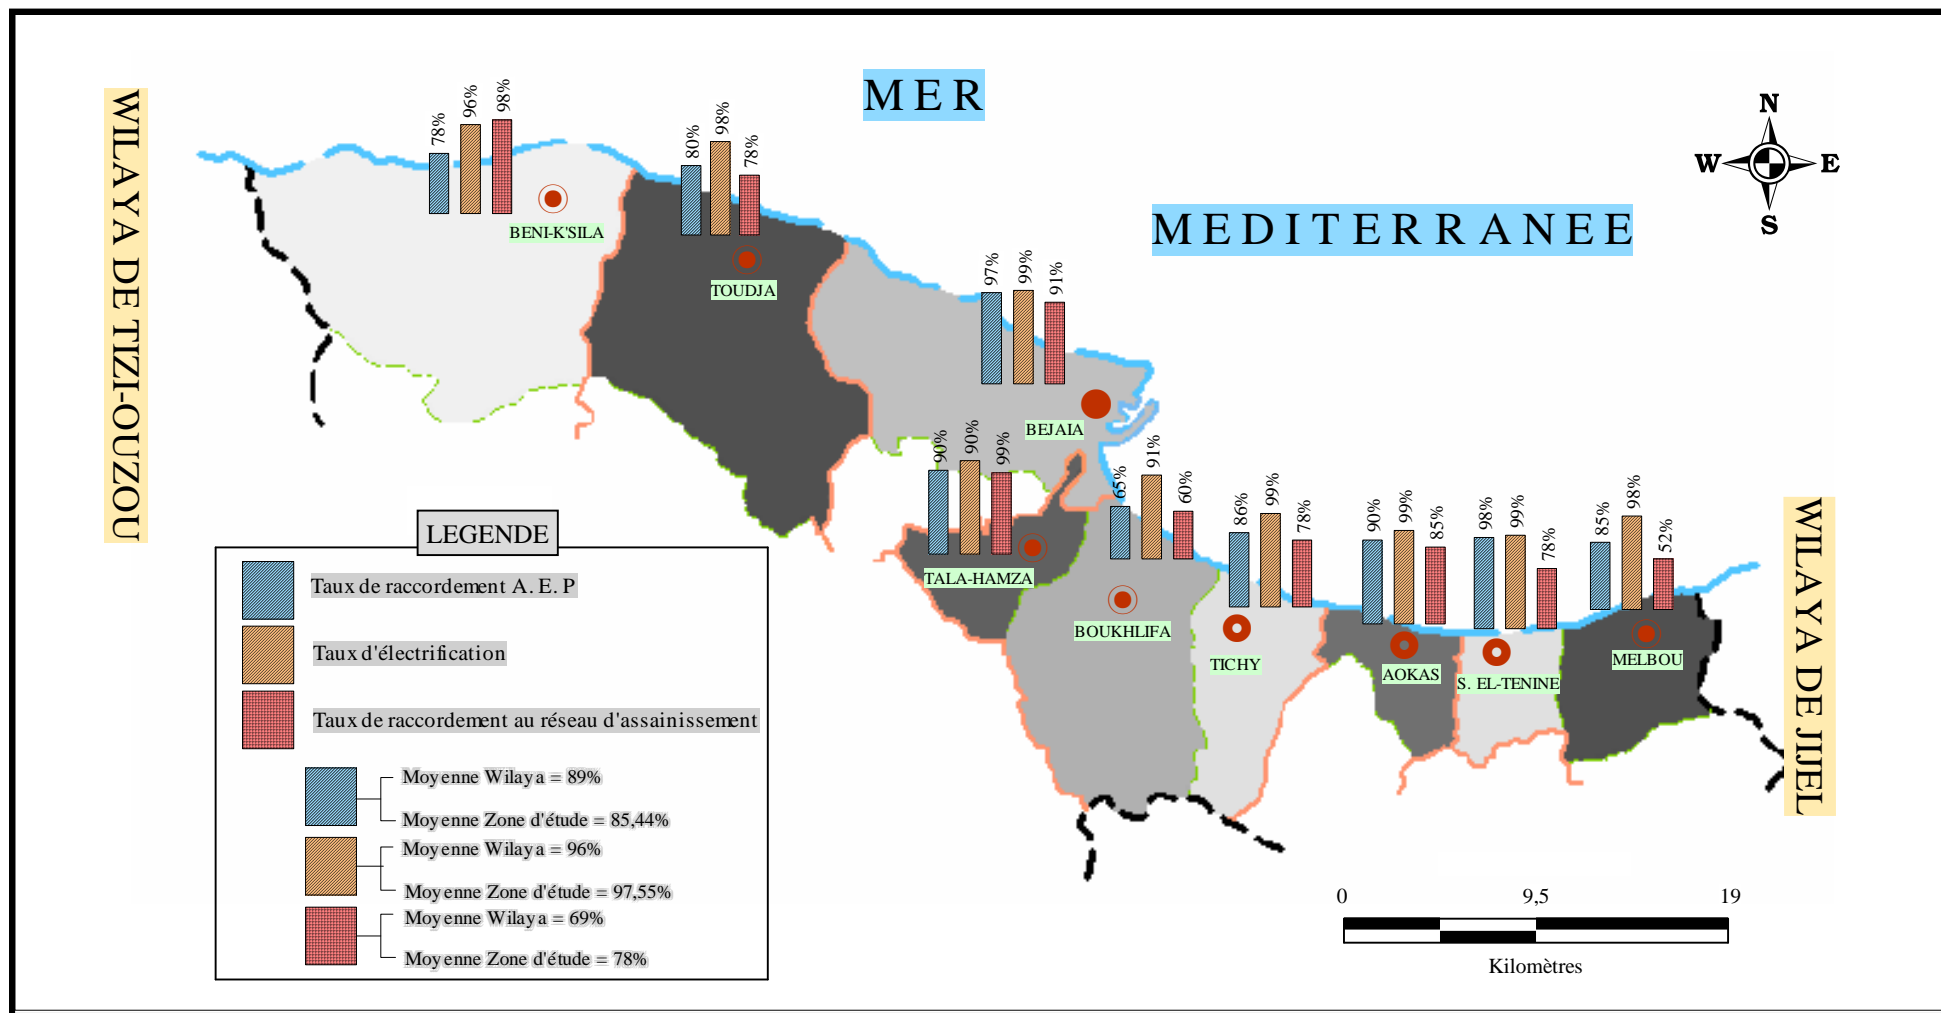 MER
MEDITERRANEE
N
W E
S
WILAYA DE TIZI-OUZOU
WILAYA DE JIJEL
78% 96% 98%
BENI-K'SILA
80% 98% 78%
TOUDJA
97% 99% 91%
BEJAIA
90% 90% 99%
TALA-HAMZA
65% 91% 60%
BOUKHLIFA
86% 99% 78%
TICHY
90% 99% 85%
AOKAS
98% 99% 78%
S. EL-TENINE
85% 98% 52%
MELBOU
LEGENDE
Taux de raccordement A. E. P
Taux d'électrification
Taux de raccordement au réseau d'assainissement
Moyenne Wilaya = 89%
Moyenne Zone d'étude = 85,44%
Moyenne Wilaya = 96%
Moyenne Zone d'étude = 97,55%
Moyenne Wilaya = 69%
Moyenne Zone d'étude = 78%
0 9,5 19
Kilomètres